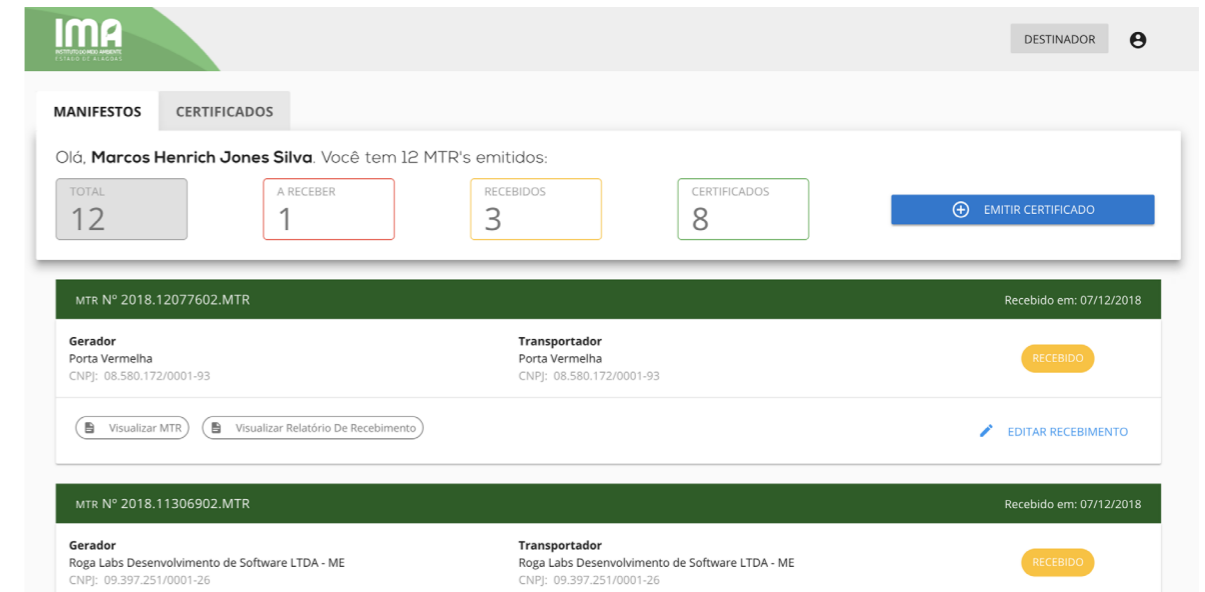 IMA
INSTITUTO DO MEIO AMBIENTE
ESTADO DE ALAGOAS
DESTINADOR
MANIFESTOS CERTIFICADOS
Olá, Marcos Henrich Jones Silva. Você tem 12 MTR's emitidos:
TOTAL A RECEBER RECEBIDOS CERTIFICADOS
12 1 3 8
EMITIR CERTIFICADO
MTR Nº 2018.12077602.MTR Recebido em: 07/12/2018
Gerador Transportador
Porta Vermelha Porta Vermelha RECEBIDO
CNPJ: 08.580.172/0001-93 CNPJ: 08.580.172/0001-93
Visualizar MTR Visualizar Relatório De Recebimento EDITAR RECEBIMENTO
MTR Nº 2018.11306902.MTR Recebido em: 07/12/2018
Gerador Transportador
Roga Labs Desenvolvimento de Software LTDA - ME Roga Labs Desenvolvimento de Software LTDA - ME RECEBIDO
CNPJ: 09.397.251/0001-26 CNPJ: 09.397.251/0001-26